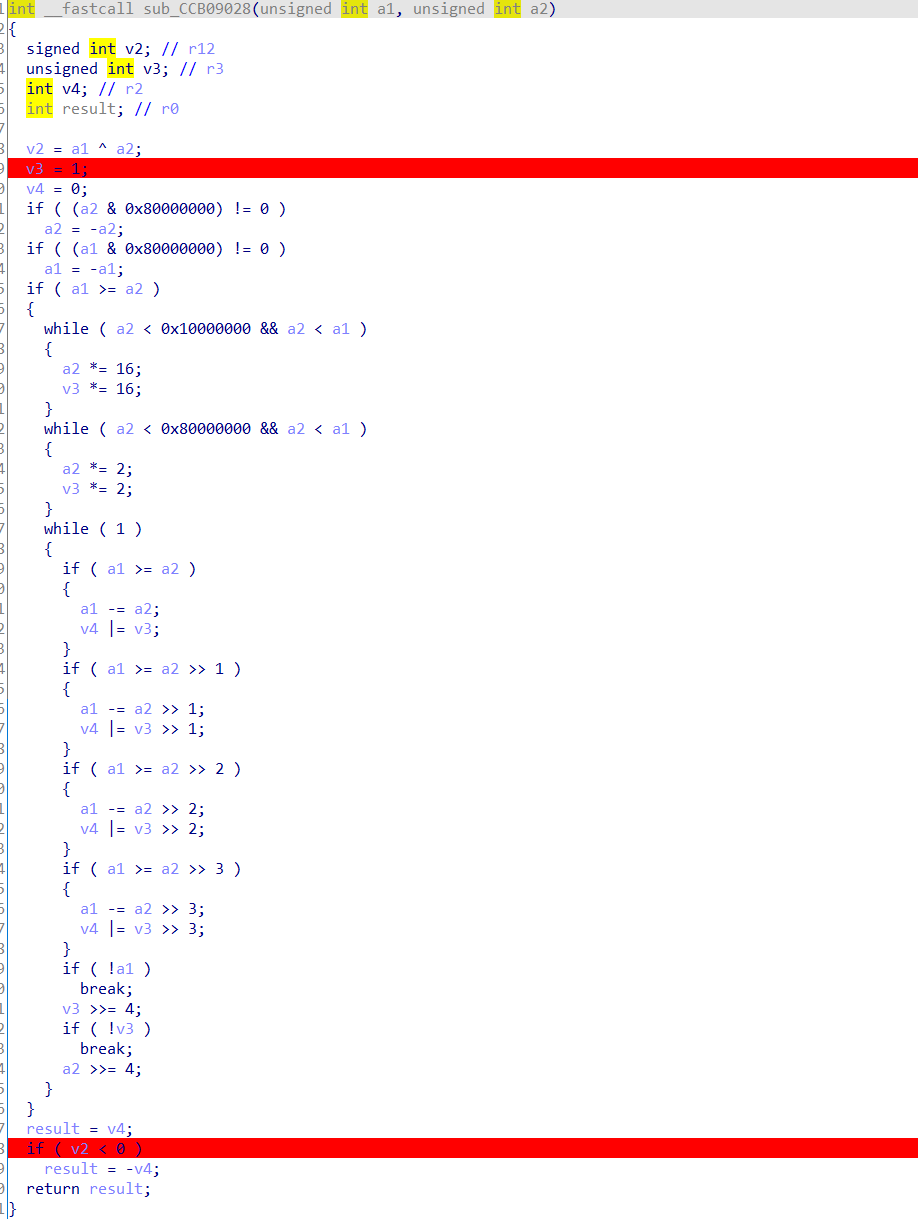 int __fastcall sub_CCB09028(unsigned int a1, unsigned int a2)
{
signed int v2; // r12
unsigned int v3; // r3
int v4; // r2
int result; // r0
v2 = a1 ^ a2;
v3 = 1;
v4 = 0;
if ( (a2 & 0x80000000) != 0 )
a2 = -a2;
if ( (a1 & 0x80000000) != 0 )
a1 = -a1;
if ( a1 >= a2 )
{
while ( a2 < 0x10000000 && a2 < a1 )
{
a2 *= 16;
v3 *= 16;
}
while ( a2 < 0x80000000 && a2 < a1 )
{
a2 *= 2;
v3 *= 2;
}
while ( 1 )
{
if ( a1 >= a2 )
{
a1 -= a2;
v4 |= v3;
}
if ( a1 >= a2 >> 1 )
{
a1 -= a2 >> 1;
v4 |= v3 >> 1;
}
if ( a1 >= a2 >> 2 )
{
a1 -= a2 >> 2;
v4 |= v3 >> 2;
}
if ( a1 >= a2 >> 3 )
{
a1 -= a2 >> 3;
v4 |= v3 >> 3;
}
if ( !a1 )
break;
v3 >>= 4;
if ( !v3 )
break;
a2 >>= 4;
}
}
result = v4;
if ( v2 < 0 )
result = -v4;
return result;
}